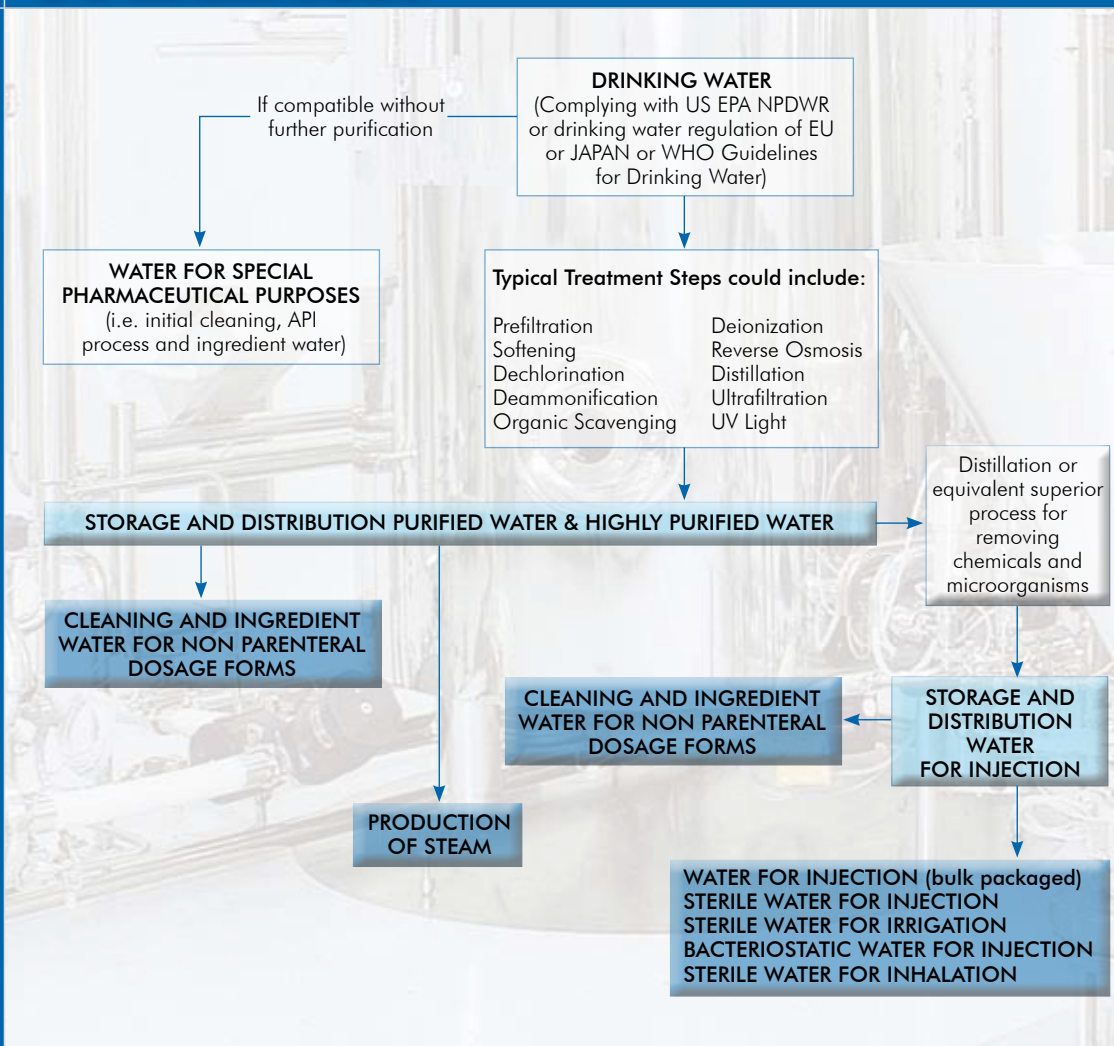 DRINKING WATER
(Complying with US EPA NPDWR
or drinking water regulation of EU
or JAPAN or WHO Guidelines
for Drinking Water)
If compatible without
further purification
WATER FOR SPECIAL
PHARMACEUTICAL PURPOSES
(i.e. initial cleaning, API
process and ingredient water)
Typical Treatment Steps could include:
Prefiltration
Softening
Dechlorination
Deammonification
Organic Scavenging
Deionization
Reverse Osmosis
Distillation
Ultrafiltration
UV Light
STORAGE AND DISTRIBUTION PURIFIED WATER & HIGHLY PURIFIED WATER
Distillation or
equivalent superior
process for
removing
chemicals and
microorganisms
CLEANING AND INGREDIENT
WATER FOR NON PARENTERAL
DOSAGE FORMS
CLEANING AND INGREDIENT
WATER FOR NON PARENTERAL
DOSAGE FORMS
STORAGE AND
DISTRIBUTION
WATER
FOR INJECTION
PRODUCTION
OF STEAM
WATER FOR INJECTION (bulk packaged)
STERILE WATER FOR INJECTION
STERILE WATER FOR IRRIGATION
BACTERIOSTATIC WATER FOR INJECTION
STERILE WATER FOR INHALATION